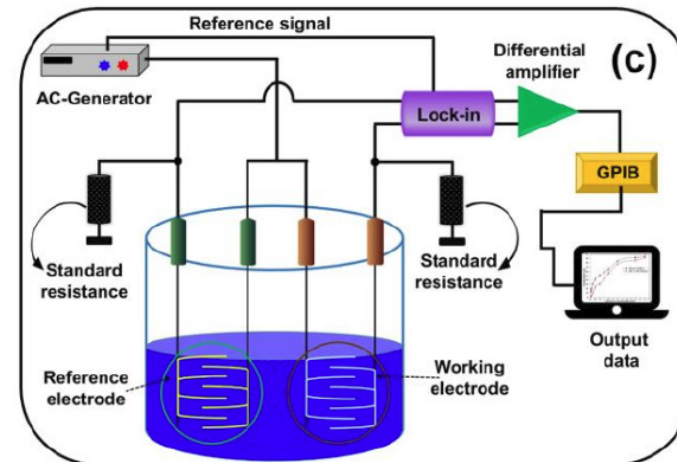 Reference signal
Differential
amplifier
(c)
AC-Generator
Lock-in
GPIB
Standard
resistance
Standard
resistance
Output
data
Reference
electrode
Working
electrode